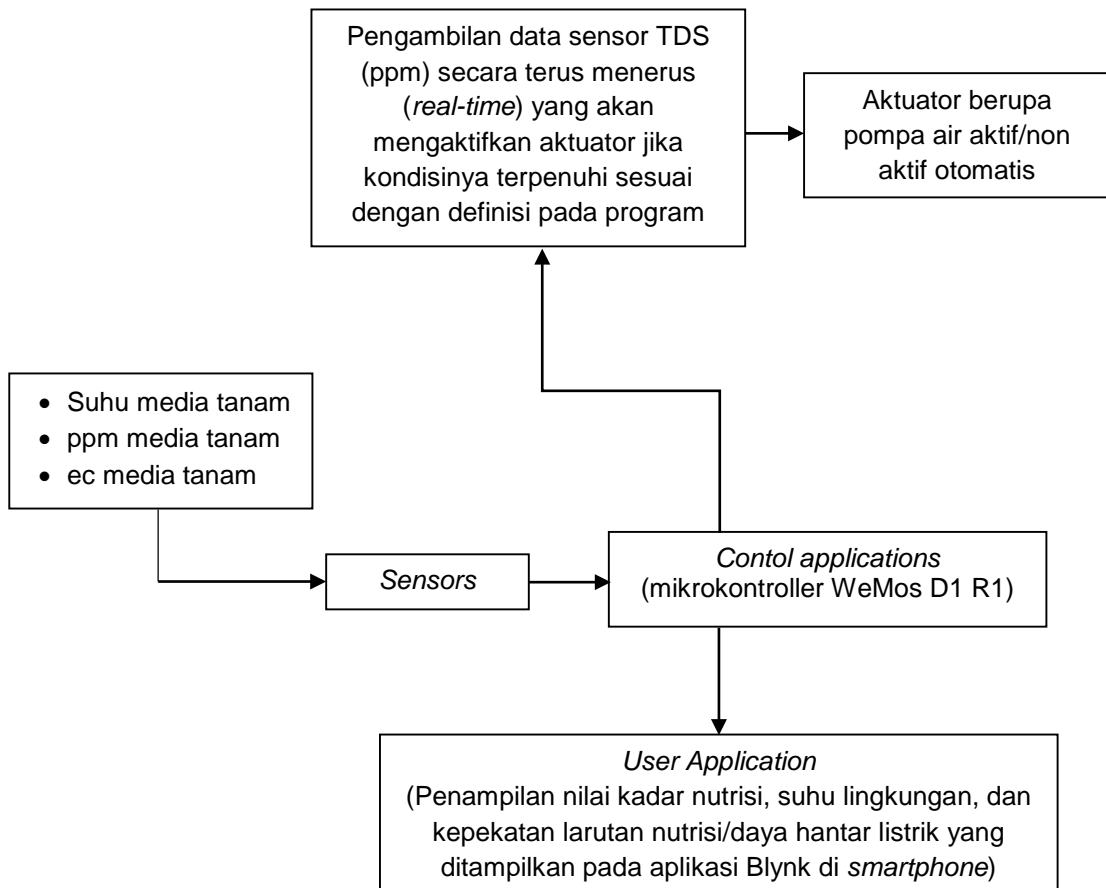 Pengambilan data sensor TDS
(ppm) secara terus menerus
(real-time) yang akan
mengaktifkan aktuator jika
kondisinya terpenuhi sesuai
dengan definisi pada program
Aktuator berupa
pompa air aktif/non
aktif otomatis
• Suhu media tanam
• ppm media tanam
• ec media tanam
Sensors
Contol applications
(mikrokontroller WeMos D1 R1)
User Application
(Penampilan nilai kadar nutrisi, suhu lingkungan, dan
kepekatan larutan nutrisi/daya hantar listrik yang
ditampilkan pada aplikasi Blynk di smartphone)